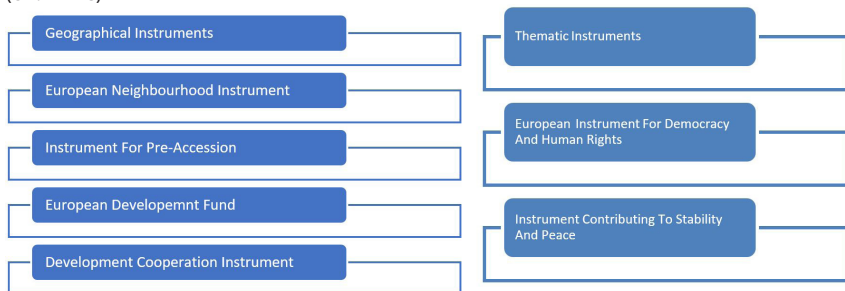 Geographical Instruments
European Neighbourhood Instrument
Instrument For Pre-Accession
European Developemnt Fund
Development Cooperation Instrument
Thematic Instruments
European Instrument For Democracy
And Human Rights
Instrument Contributing To Stability
And Peace